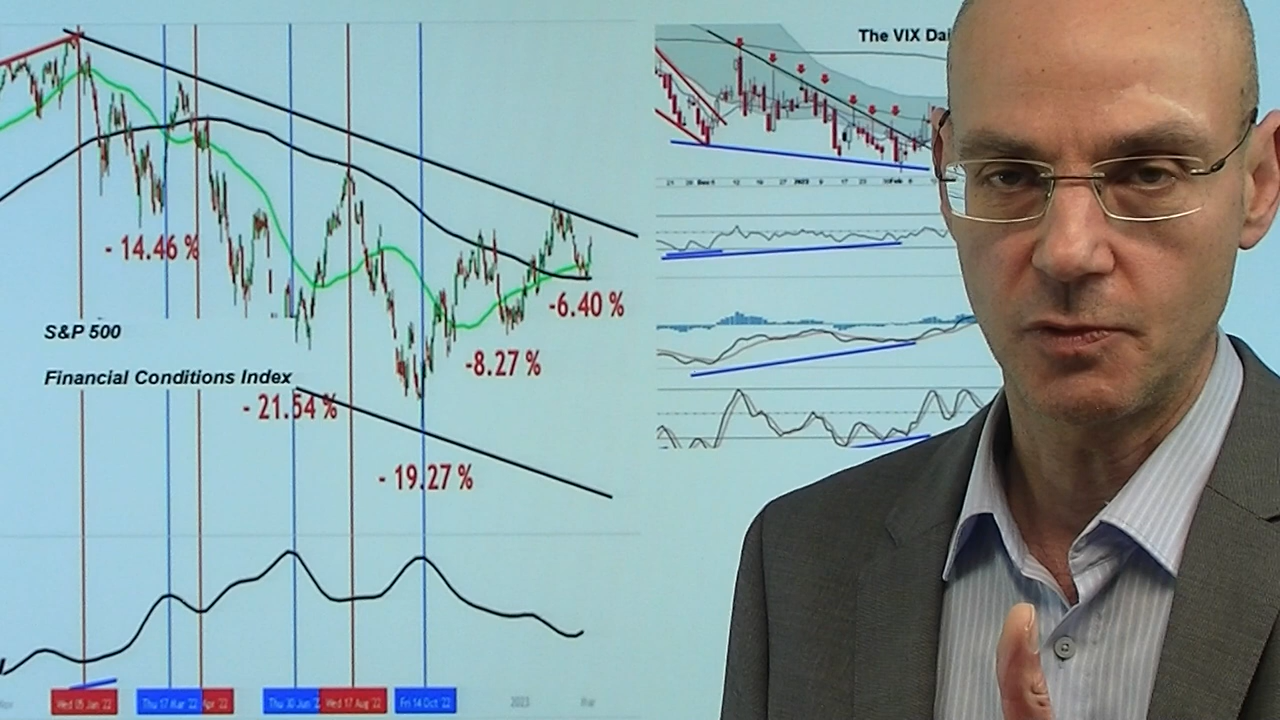 The VIX Dai
- 14.46 %
-6.40 %
S&P 500
-8.27 %
Financial Conditions Index
- 21.54 %
- 19.27 %
Wed 05 Jan '22
Thu 17 Mar '22
Apr '22
Thu 30 Jun '2
Wed 17 Aug '22
Fri 14 Oct '22
2023
Mar